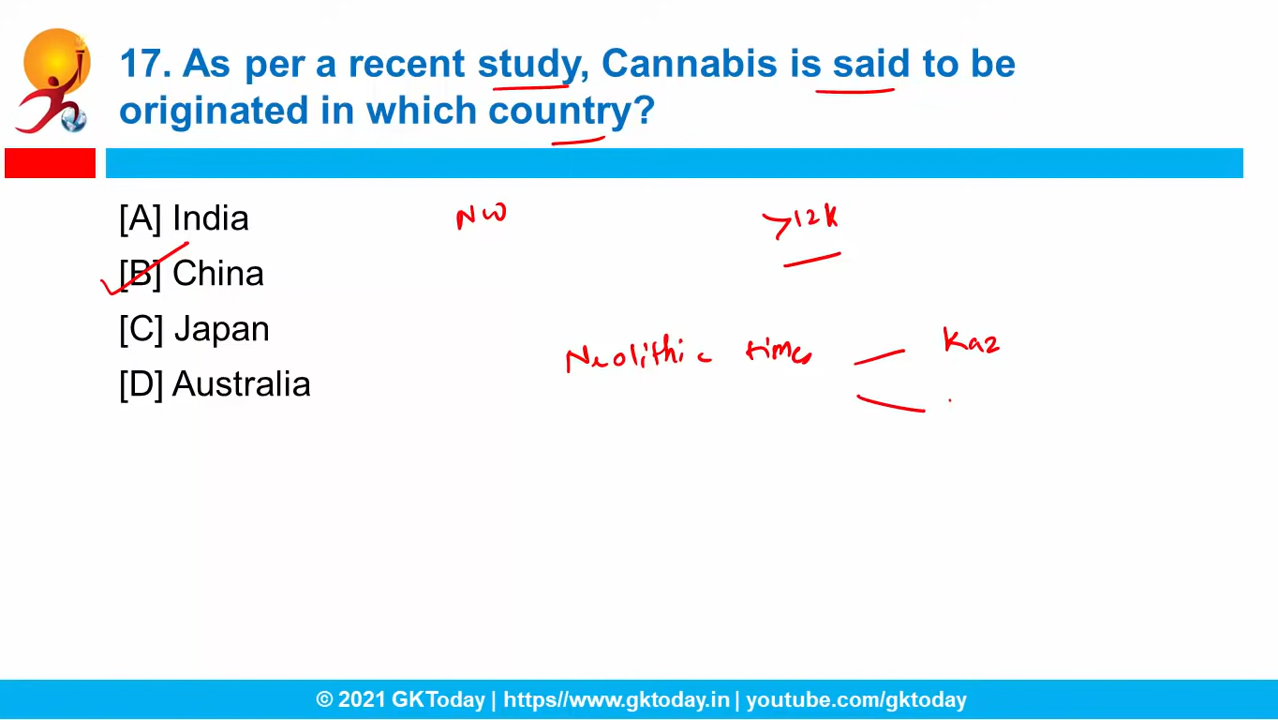 17. As per a recent study, Cannabis is said to be
originated in which country?
[A] India
NW
>12K
[B] China
[C] Japan
Neolithic times
Kaz
[D] Australia
© 2021 GKToday | https//www.gktoday.in | youtube.com/gktoday